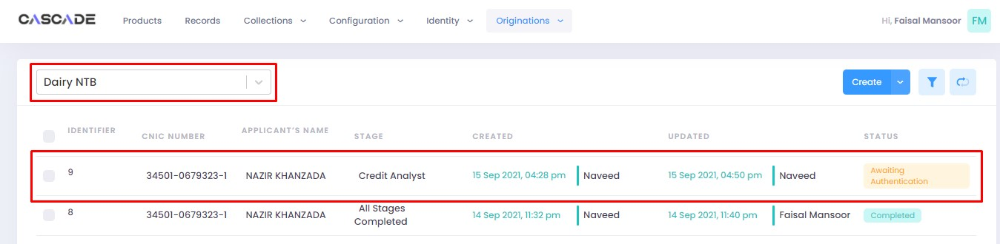 CASCADE
Products
Records
Collections
Configuration
Identity
Originations
Hi, Faisal Mansoor
FM
Dairy NTB
Create
IDENTIFIER
CNIC NUMBER
APPLICANT'S NAME
STAGE
CREATED
UPDATED
STATUS
9
34501-0679323-1
NAZIR KHANZADA
Credit Analyst
15 Sep 2021, 04:28 pm
Naveed
15 Sep 2021, 04:50 pm
Naveed
Awaiting
Authentication
8
34501-0679323-1
NAZIR KHANZADA
All Stages
Completed
14 Sep 2021, 11:32 pm
Naveed
14 Sep 2021, 11:40 pm
Faisal Mansoor
Completed